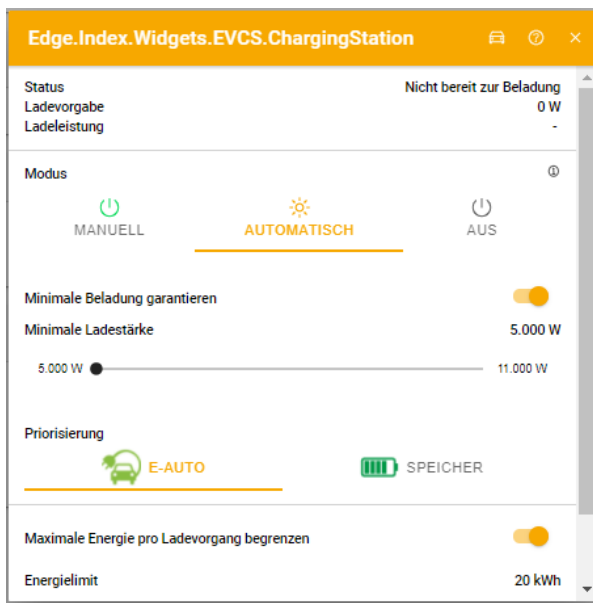 Edge.Index.Widgets.EVCS.ChargingStation
Status Nicht bereit zur Beladung
Ladevorgabe 0 W
Ladeleistung -
Modus
MANUELL AUTOMATISCH AUS
Minimale Beladung garantieren
Minimale Ladestärke 5.000 W
5.000 W 11.000 W
Priorisierung
E-AUTO SPEICHER
Maximale Energie pro Ladevorgang begrenzen
Energielimit 20 kWh